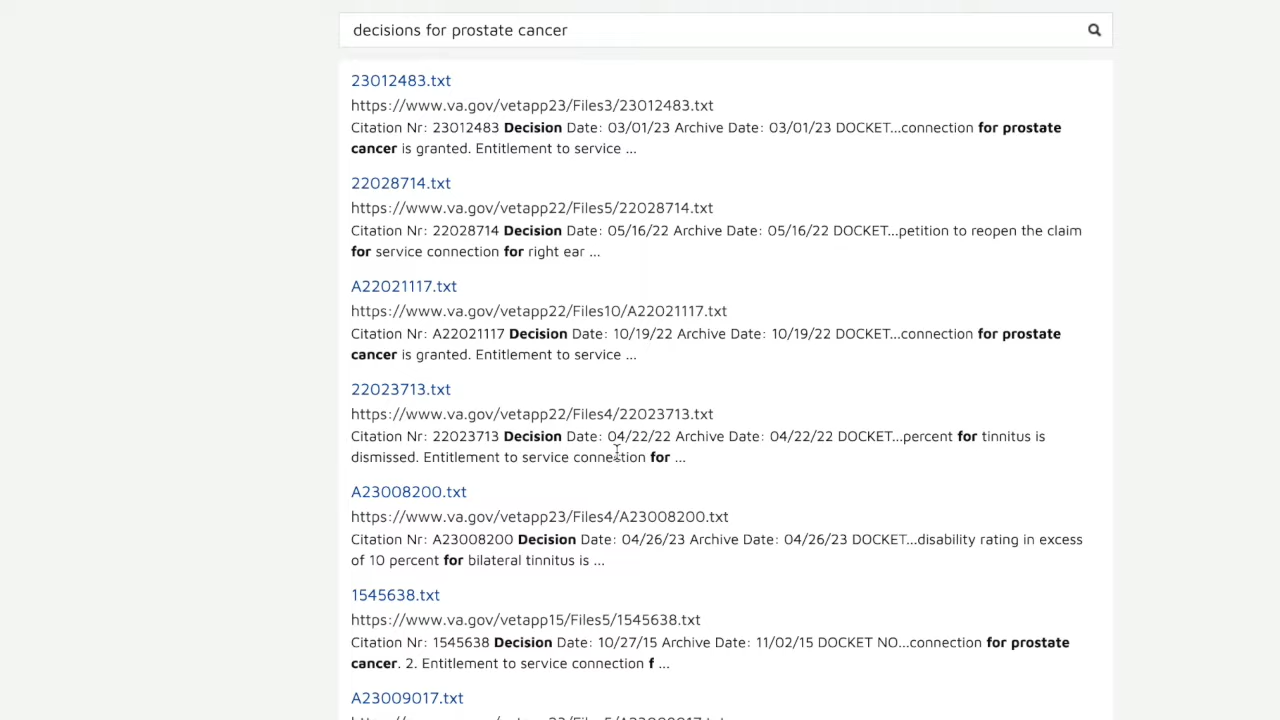 decisions for prostate cancer
23012483.txt
https://www.va.gov/vetapp23/Files3/23012483.txt
Citation Nr: 23012483 Decision Date: 03/01/23 Archive Date: 03/01/23 DOCKET...connection for prostate
cancer is granted. Entitlement to service ...
22028714.txt
https://www.va.gov/vetapp22/Files5/22028714.txt
Citation Nr: 22028714 Decision Date: 05/16/22 Archive Date: 05/16/22 DOCKET...petition to reopen the claim
for service connection for right ear ...
A22021117.txt
https://www.va.gov/vetapp22/Files10/A22021117.txt
Citation Nr: A22021117 Decision Date: 10/19/22 Archive Date: 10/19/22 DOCKET...connection for prostate
cancer is granted. Entitlement to service ...
22023713.txt
https://www.va.gov/vetapp22/Files4/22023713.txt
Citation Nr: 22023713 Decision Date: 04/22/22 Archive Date: 04/22/22 DOCKET...percent for tinnitus is
dismissed. Entitlement to service connection for ...
A23008200.txt
https://www.va.gov/vetapp23/Files4/A23008200.txt
Citation Nr: A23008200 Decision Date: 04/26/23 Archive Date: 04/26/23 DOCKET...disability rating in excess
of 10 percent for bilateral tinnitus is ...
1545638.txt
https://www.va.gov/vetapp15/Files5/1545638.txt
Citation Nr: 1545638 Decision Date: 10/27/15 Archive Date: 11/02/15 DOCKET NO...connection for prostate
cancer. 2. Entitlement to service connection f ...
A23009017.txt